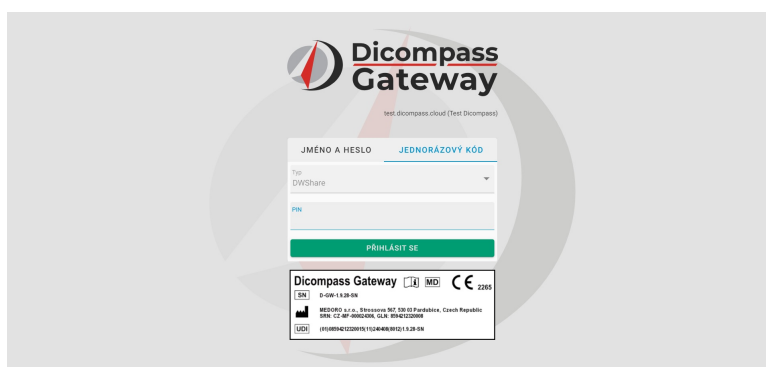 Dicompass
Gateway
test.dicompass.cloud (Test Dicompass)
JMÉNO A HESLO JEDNORÁZOVÝ KÓD
Typ
DWShare
PIN
PŘIHLÁSIT SE
Dicompass Gateway MD CE 2265
SN D-GW-1.9.28-SN
MEDORO s.r.o., Strossova 567, 530 03 Pardubice, Czech Republic
SRN: CZ-MF-000024306, GLN: 8594212320008
UDI (01)08594212320015(11)240408(8012)1.9.28-SN